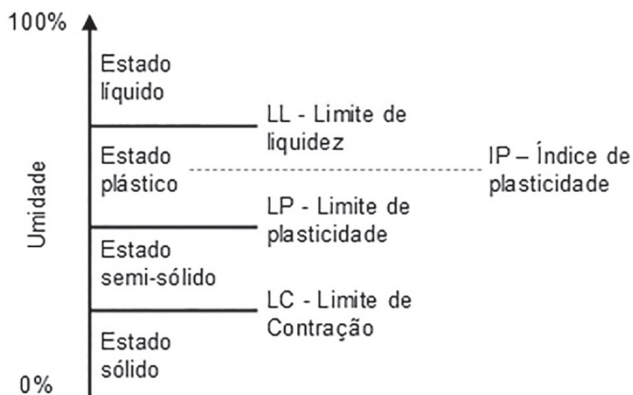 100%
Estado
líquido
LL - Limite de
liquidez
Estado
plástico
IP – Índice de
plasticidade
Umidade
LP - Limite de
plasticidade
Estado
semi-sólido
LC - Limite de
Contração
Estado
sólido
0%